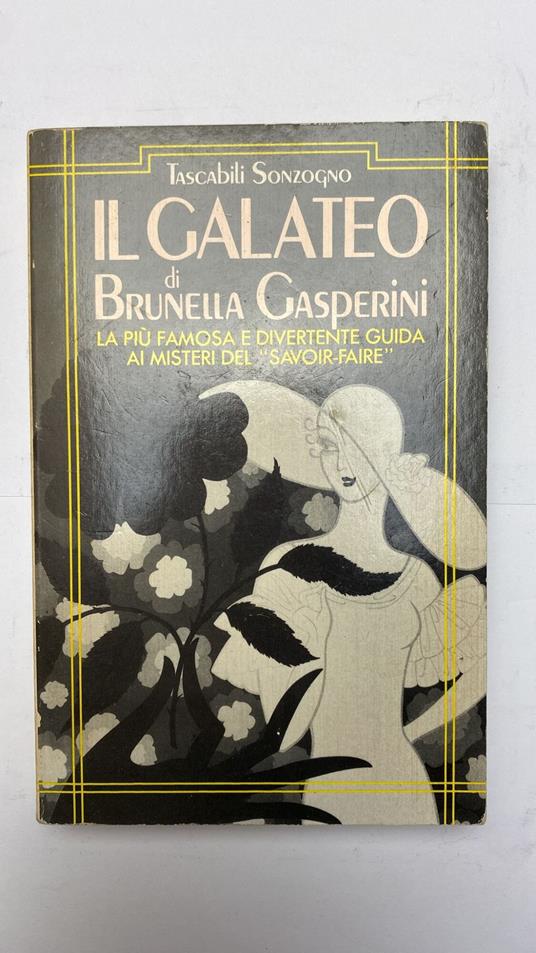 Tascabili Sonzogno
IL GALATEO
di
Brunella Gasperini
LA PIÙ FAMOSA E DIVERTENTE GUIDA
AI MISTERI DEL "SAVOIR-FAIRE"